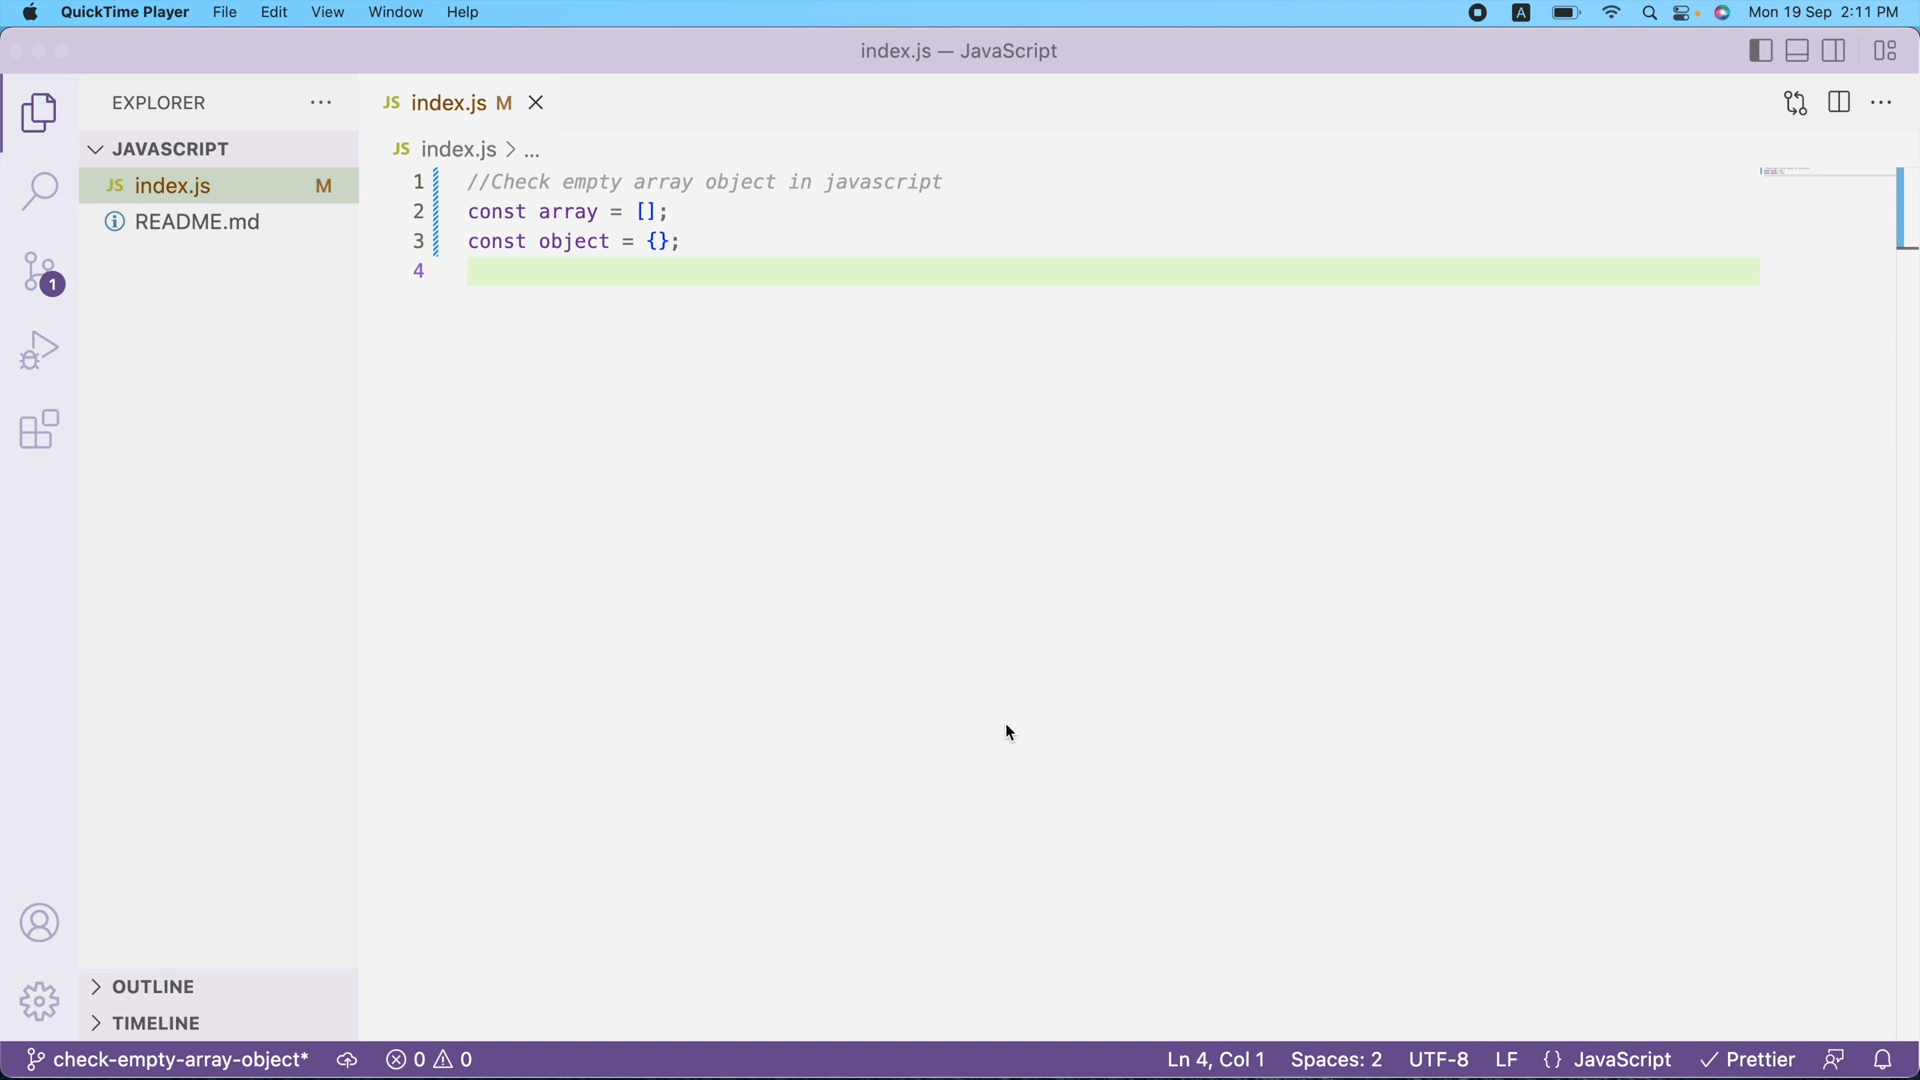 QuickTime Player File Edit View Window Help A Mon 19 Sep 2:11 PM
index.js — JavaScript
EXPLORER ···
JS index.js M
JAVASCRIPT
JS index.js M
README.md
JS index.js > ...
1 //Check empty array object in javascript
2 const array = [];
3 const object = {};
4
1
OUTLINE
TIMELINE
check-empty-array-object* 0 0 Ln 4, Col 1 Spaces: 2 UTF-8 LF {} JavaScript Prettier